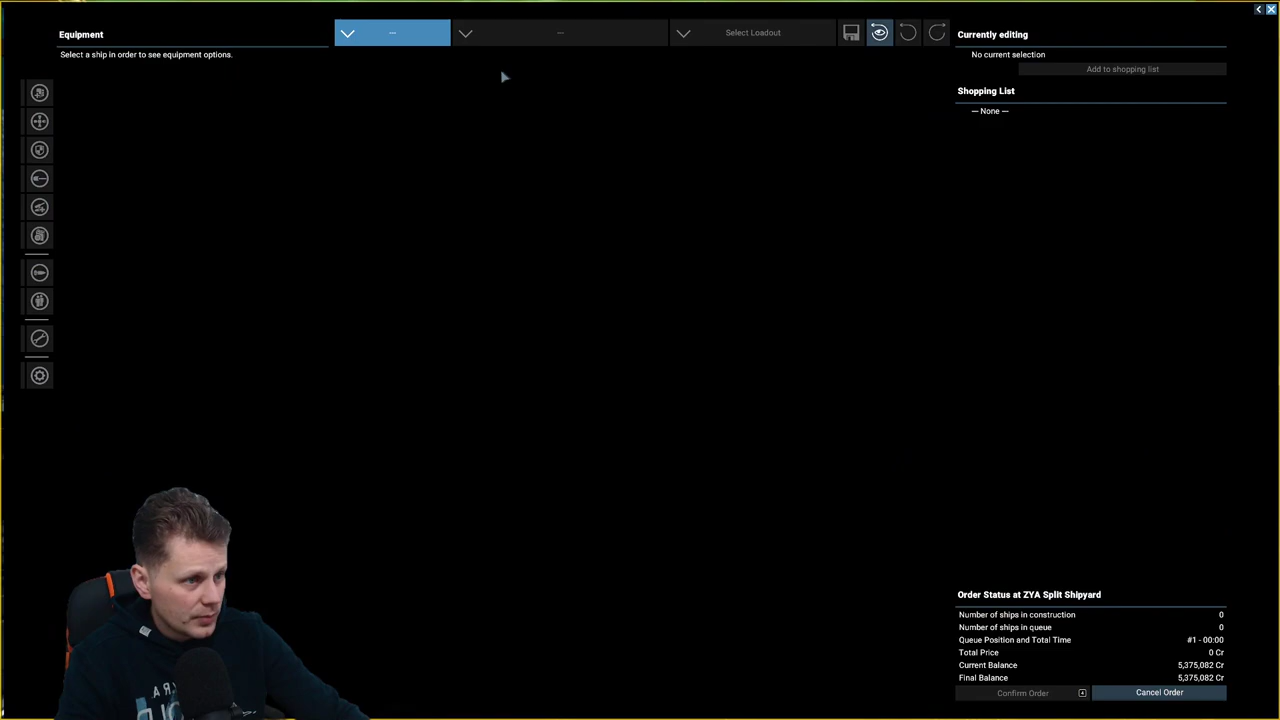 Equipment
Select a ship in order to see equipment options.
---
---
Select Loadout
Currently editing
No current selection
Add to shopping list
Shopping List
--- None ---
Order Status at ZYA Split Shipyard
Number of ships in construction 0
Number of ships in queue 0
Queue Position and Total Time #1 - 00:00
Total Price 0 Cr
Current Balance 5,375,082 Cr
Final Balance 5,375,082 Cr
Confirm Order
Cancel Order